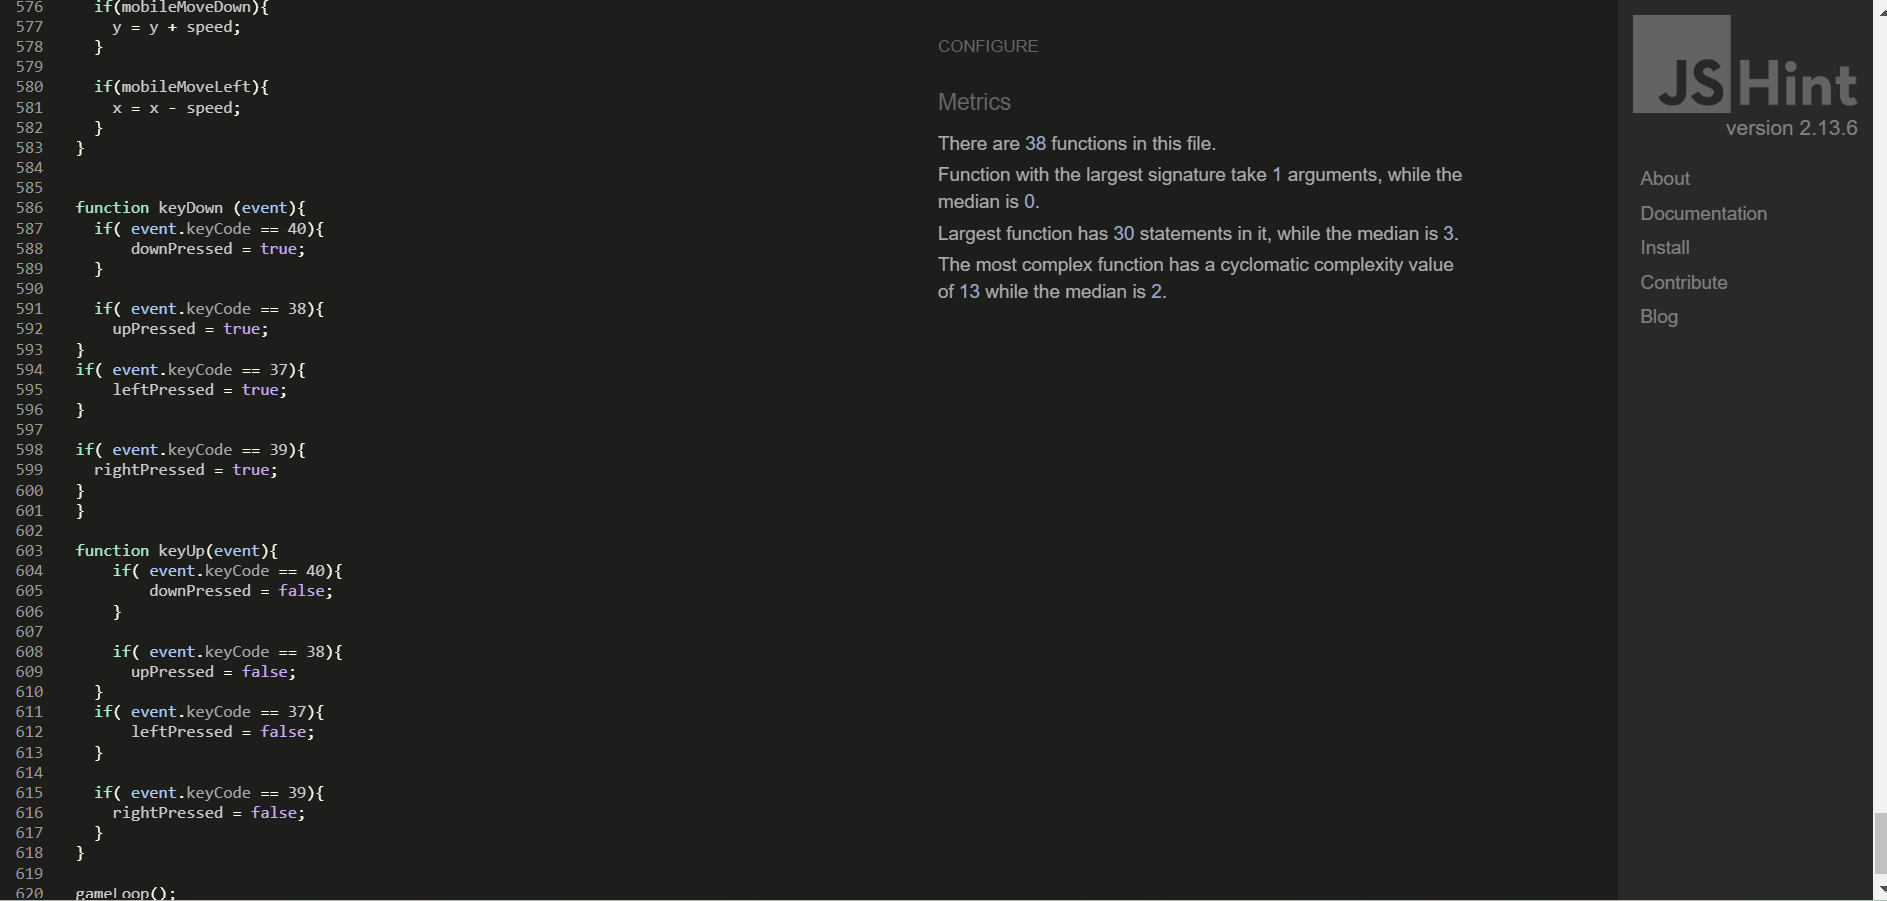 576 if(mobileMoveDown){
577 y = y + speed;
578 }
579
580 if(mobileMoveLeft){
581 x = x - speed;
582 }
583 }
584
585
586 function keyDown (event){
587 if( event.keyCode == 40){
588 downPressed = true;
589 }
590
591 if( event.keyCode == 38){
592 upPressed = true;
593 }
594 if( event.keyCode == 37){
595 leftPressed = true;
596 }
597
598 if( event.keyCode == 39){
599 rightPressed = true;
600 }
601 }
602
603 function keyUp(event){
604 if( event.keyCode == 40){
605 downPressed = false;
606 }
607
608 if( event.keyCode == 38){
609 upPressed = false;
610 }
611 if( event.keyCode == 37){
612 leftPressed = false;
613 }
614
615 if( event.keyCode == 39){
616 rightPressed = false;
617 }
618 }
619
620 gameLoop();
CONFIGURE
Metrics
There are 38 functions in this file.
Function with the largest signature take 1 arguments, while the
median is 0.
Largest function has 30 statements in it, while the median is 3.
The most complex function has a cyclomatic complexity value
of 13 while the median is 2.
JSHint
version 2.13.6
About
Documentation
Install
Contribute
Blog